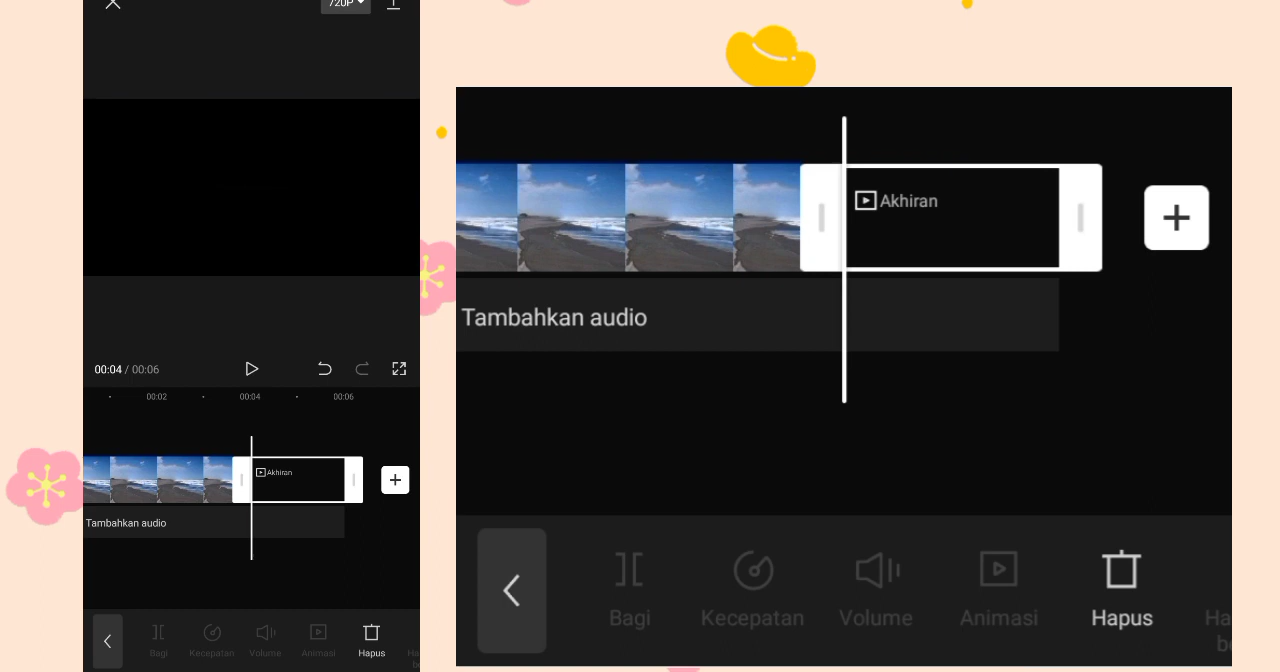 720P
00:04 / 00:06
00:02
00:04
00:06
Akhiran
Tambahkan audio
Bagi
Kecepatan
Volume
Animasi
Hapus
Akhiran
Tambahkan audio
Bagi
Kecepatan
Volume
Animasi
Hapus